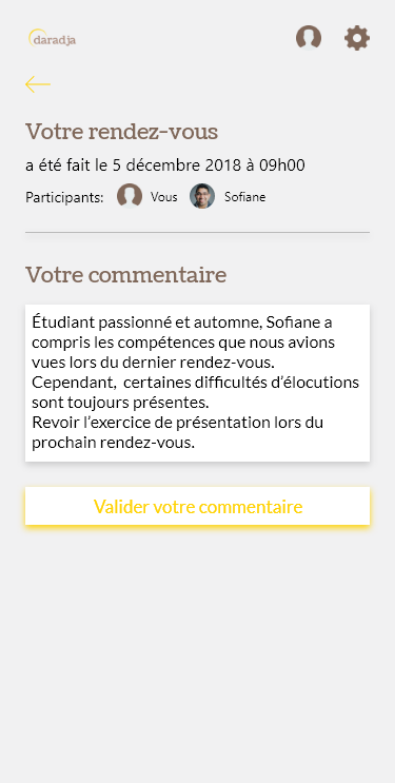 daradja
Votre rendez-vous
a été fait le 5 décembre 2018 à 09h00
Participants: Vous Sofiane
Votre commentaire
Étudiant passionné et automne, Sofiane a
compris les compétences que nous avions
vues lors du dernier rendez-vous.
Cependant, certaines difficultés d'élocutions
sont toujours présentes.
Revoir l'exercice de présentation lors du
prochain rendez-vous.
Valider votre commentaire